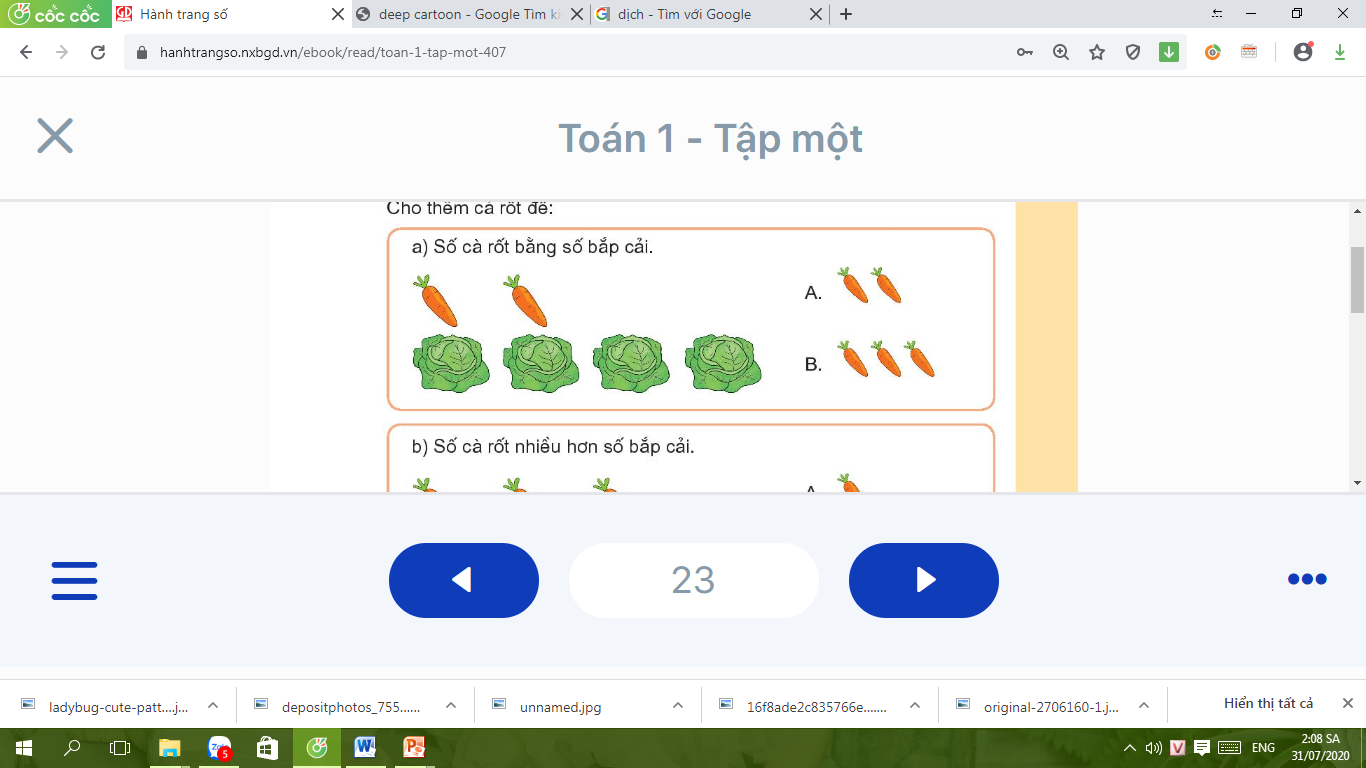 cốc cốc
Hành trang số
deep cartoon - Google Tìm ki
dịch - Tìm với Google
hanhtrangso.nxbgd.vn/ebook/read/toan-1-tap-mot-407
Toán 1 - Tập một
Cho thêm cà rốt để:
a) Số cà rốt bằng số bắp cải.
A.
B.
b) Số cà rốt nhiều hơn số bắp cải.
A
23
ladybug-cute-patt....j...
depositphotos_755......
unnamed.jpg
16f8ade2c835766e.......
original-2706160-1.j...
Hiển thị tất cả
5
ENG
2:08 SA
31/07/2020